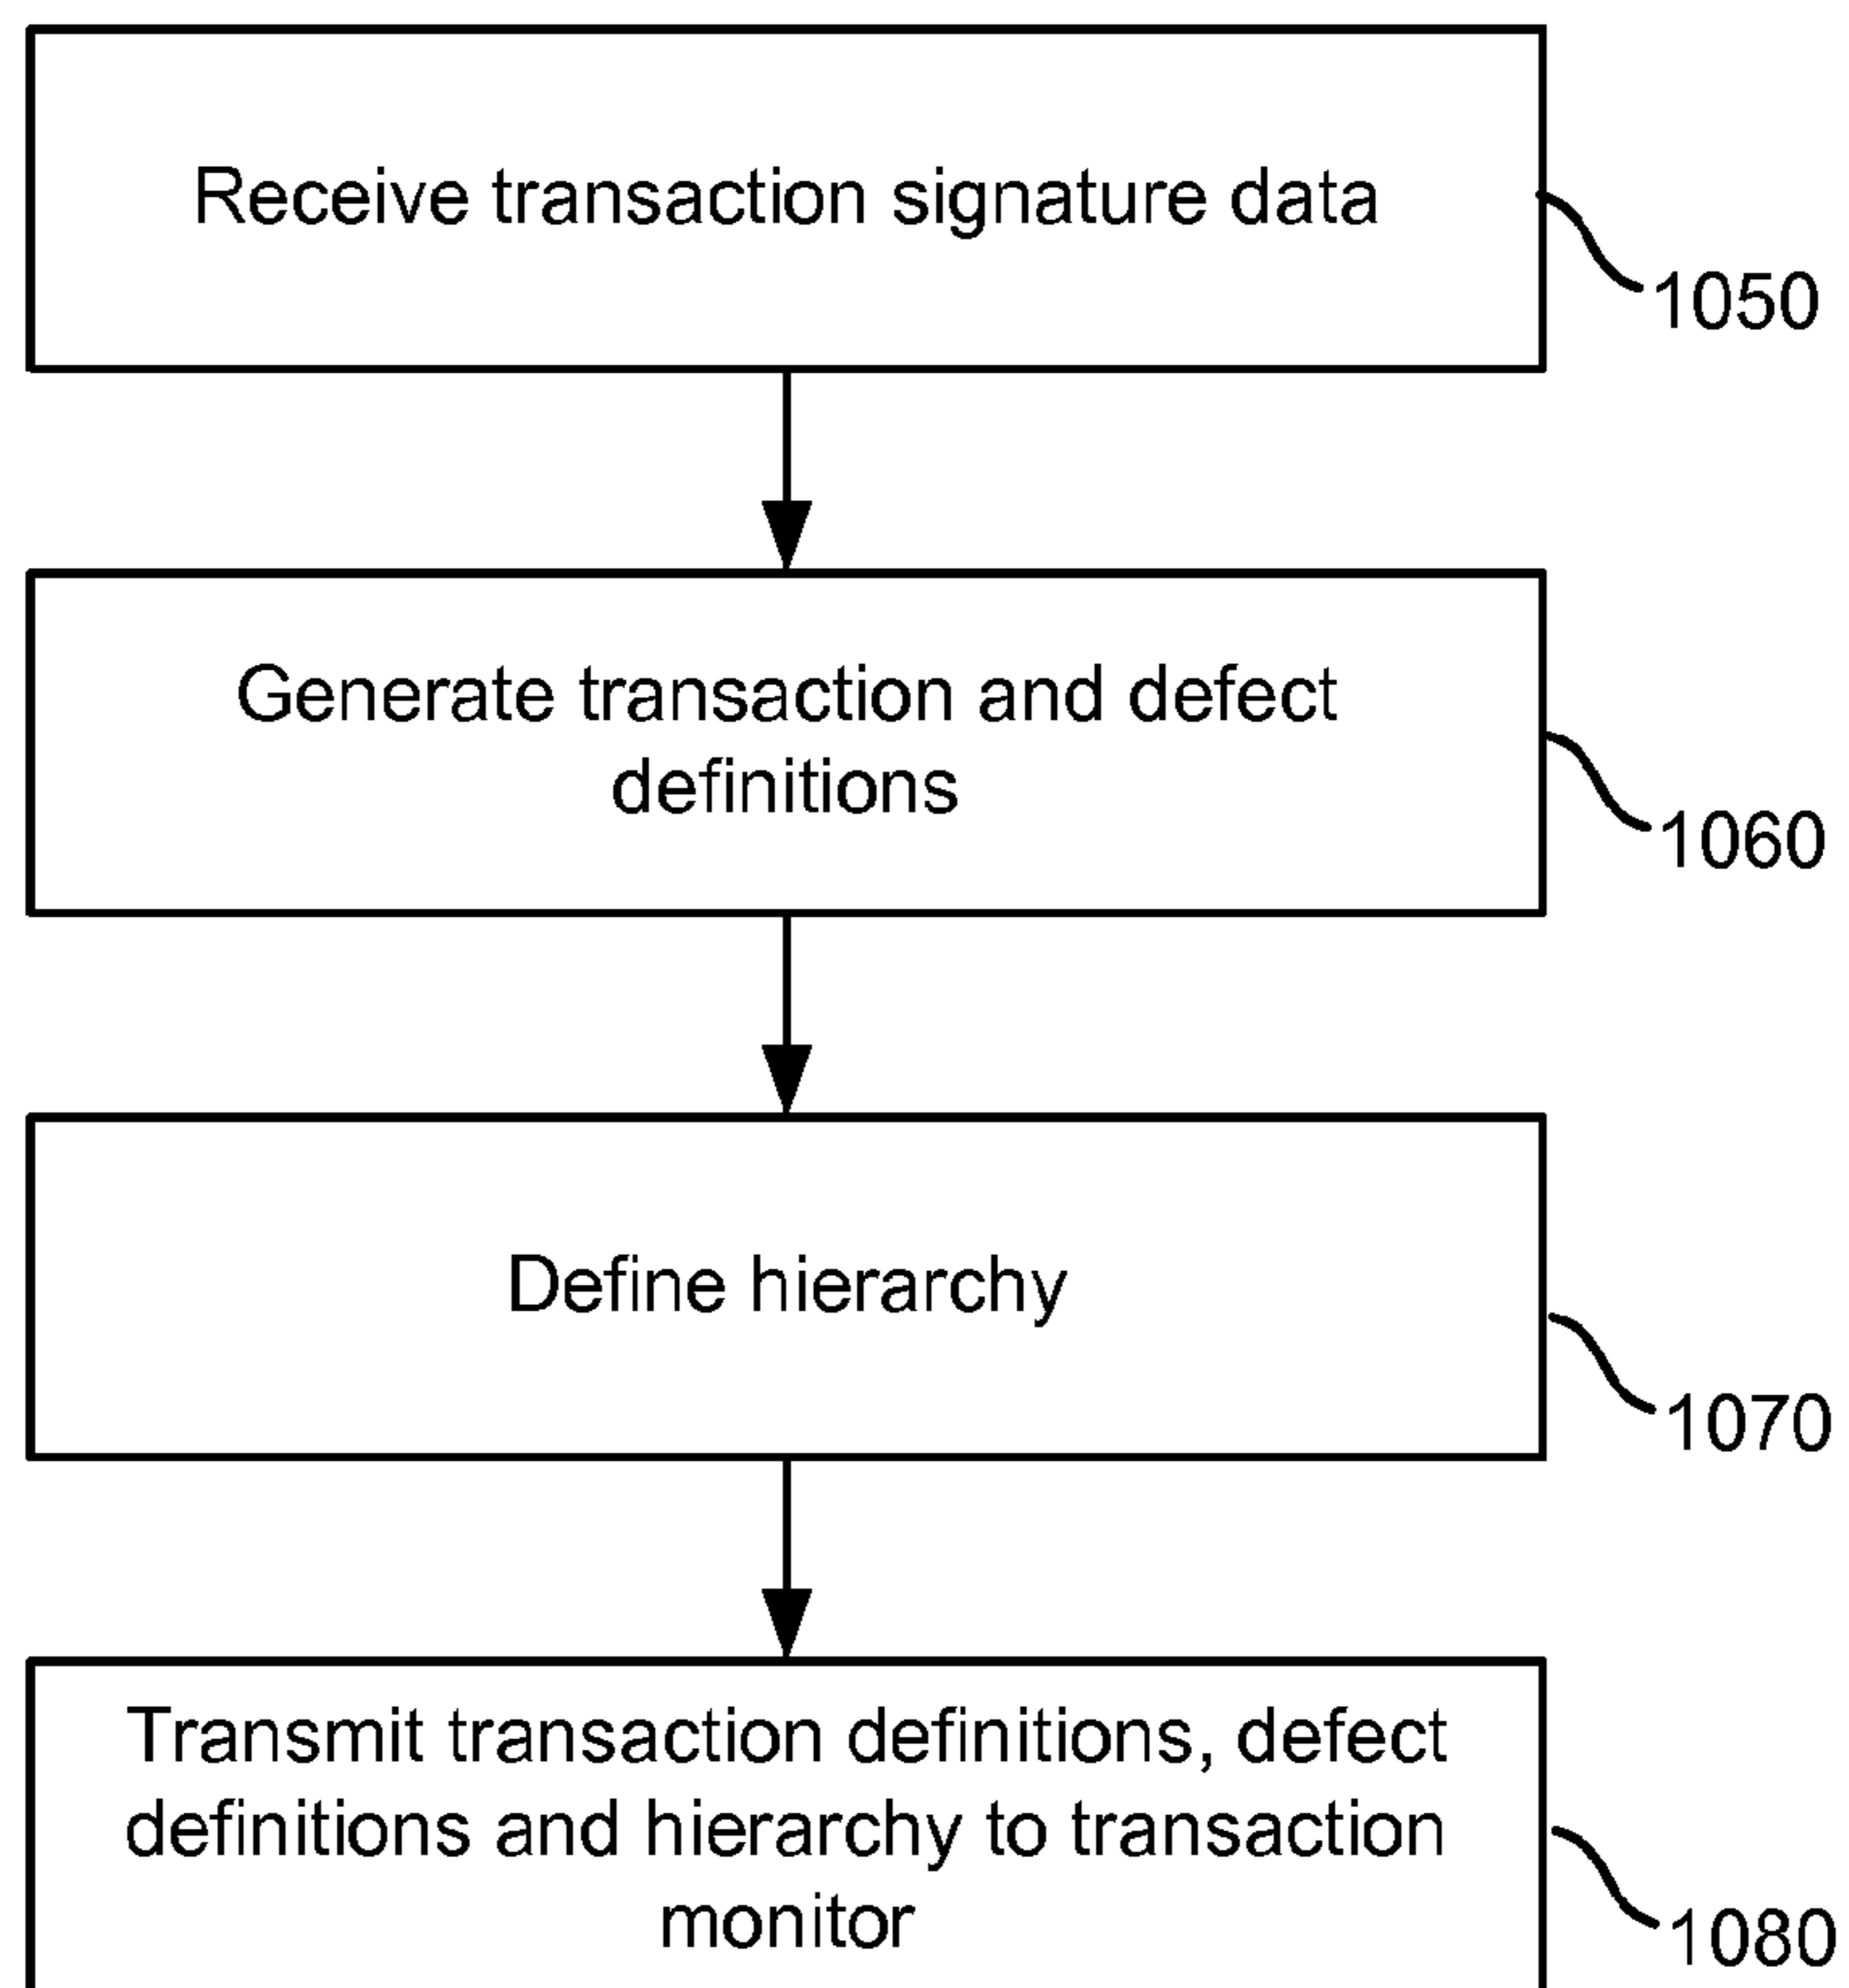 Receive transaction signature data
1050
Generate transaction and defect
definitions
1060
Define hierarchy
1070
Transmit transaction definitions, defect
definitions and hierarchy to transaction
monitor
1080